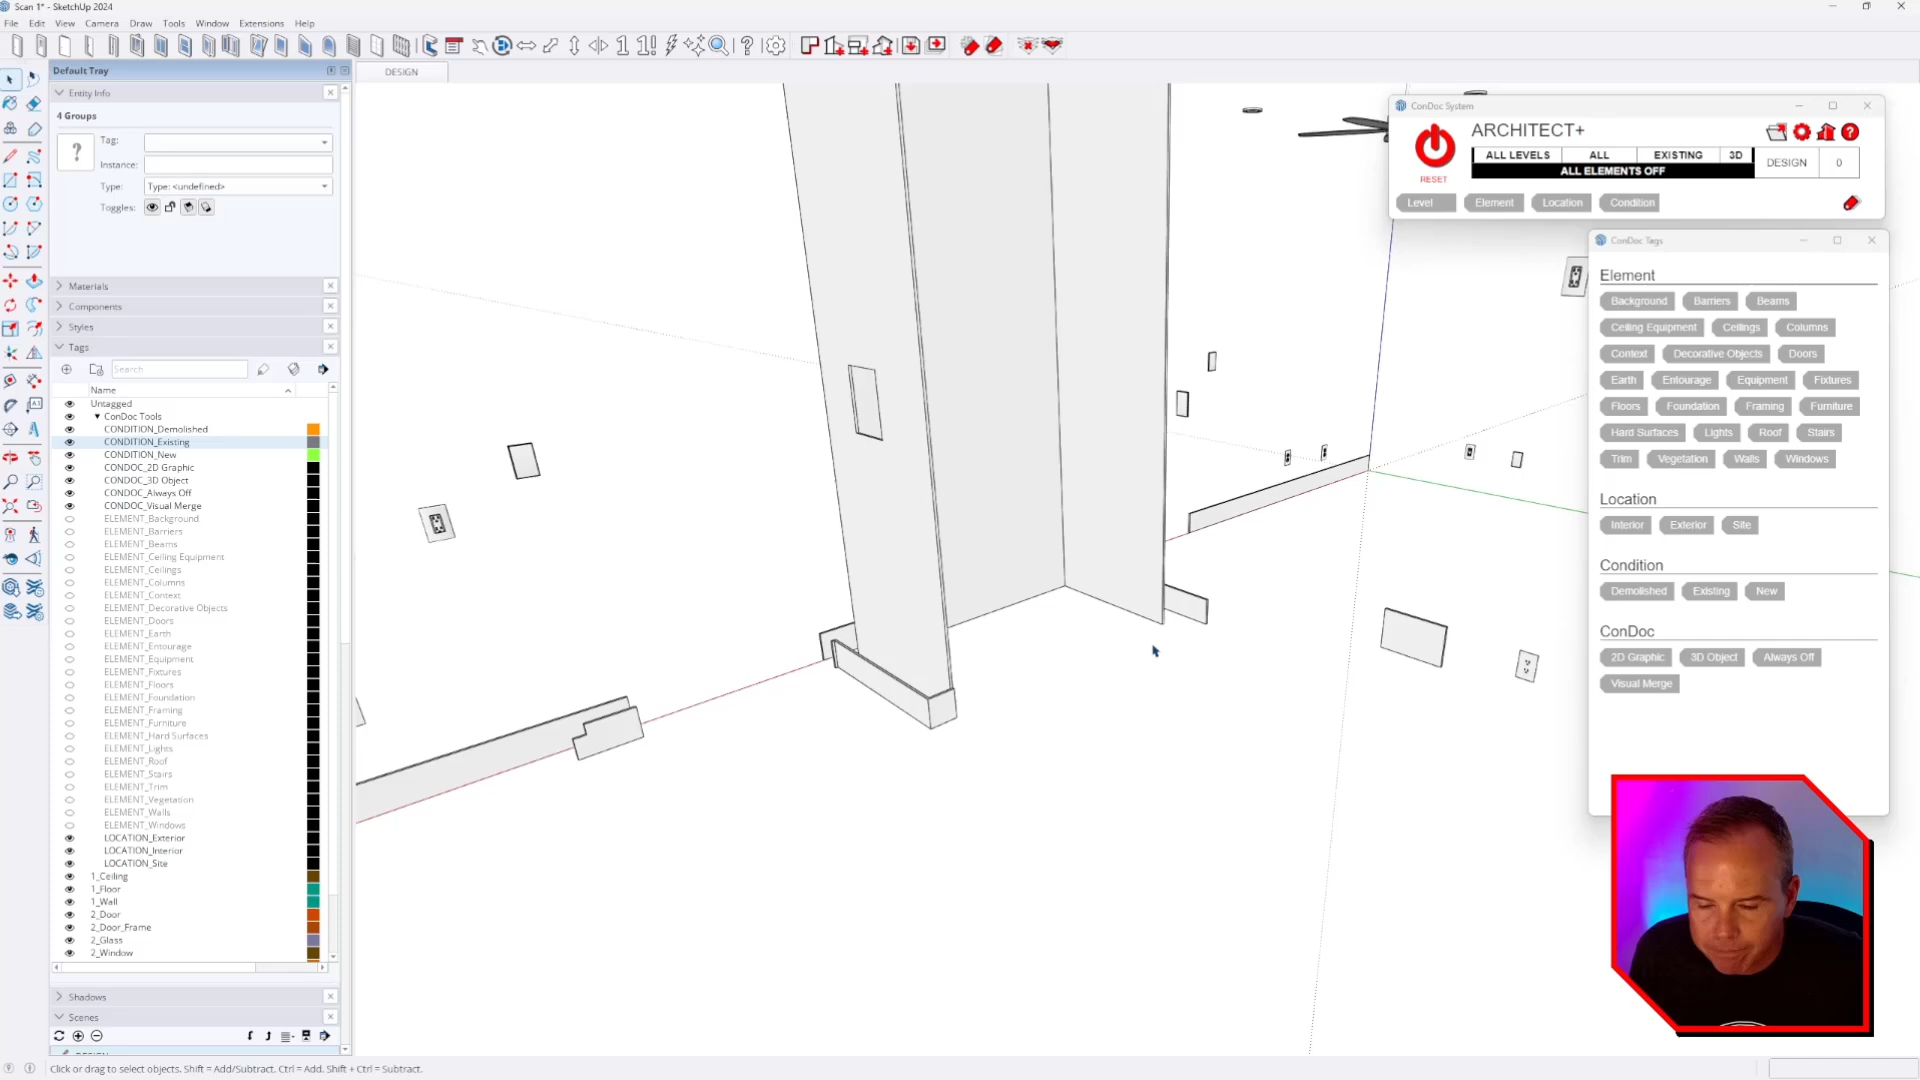 Scan 1* - SketchUp 2024
File Edit View Camera Draw Tools Window Extensions Help
Default Tray
DESIGN
Entity Info
4 Groups
Tag:
Instance:
Type: Type: <undefined>
Toggles:
Materials
Components
Styles
Tags
Search
Name
Untagged
ConDoc Tools
CONDITION_Demolished
CONDITION_Existing
CONDITION_New
CONDOC_2D Graphic
CONDOC_3D Object
CONDOC_Always Off
CONDOC_Visual Merge
ELEMENT_Background
ELEMENT_Barriers
ELEMENT_Beams
ELEMENT_Ceiling Equipment
ELEMENT_Ceilings
ELEMENT_Columns
ELEMENT_Context
ELEMENT_Decorative Objects
ELEMENT_Doors
ELEMENT_Earth
ELEMENT_Entourage
ELEMENT_Equipment
ELEMENT_Fixtures
ELEMENT_Floors
ELEMENT_Foundation
ELEMENT_Framing
ELEMENT_Furniture
ELEMENT_Hard Surfaces
ELEMENT_Lights
ELEMENT_Roof
ELEMENT_Stairs
ELEMENT_Trim
ELEMENT_Vegetation
ELEMENT_Walls
ELEMENT_Windows
LOCATION_Exterior
LOCATION_Interior
LOCATION_Site
1_Ceiling
1_Floor
1_Wall
2_Door
2_Door_Frame
2_Glass
2_Window
Shadows
Scenes
DESIGN
Click or drag to select objects. Shift = Add/Subtract. Ctrl = Add. Shift + Ctrl = Subtract.
ConDoc System
ARCHITECT+
RESET
ALL LEVELS ALL EXISTING 3D
ALL ELEMENTS OFF
DESIGN 0
Level Element Location Condition
ConDoc Tags
Element
Background Barriers Beams
Ceiling Equipment Ceilings Columns
Context Decorative Objects Doors
Earth Entourage Equipment Fixtures
Floors Foundation Framing Furniture
Hard Surfaces Lights Roof Stairs
Trim Vegetation Walls Windows
Location
Interior Exterior Site
Condition
Demolished Existing New
ConDoc
2D Graphic 3D Object Always Off
Visual Merge